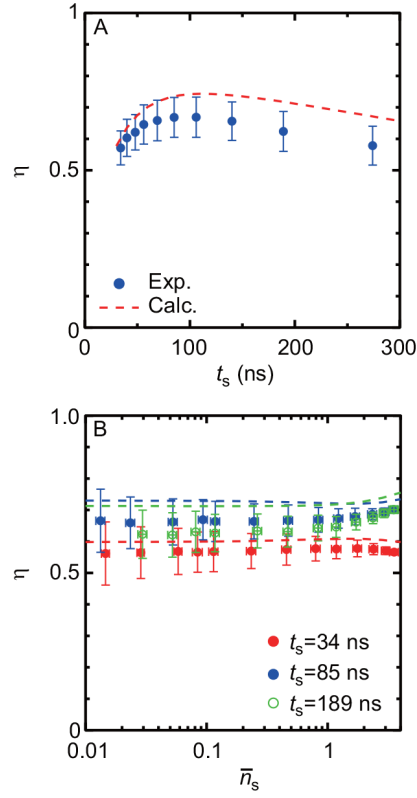 A
1
0.5
0
η
Exp.
Calc.
0 100 200 300
tₛ (ns)
B
1.0
0.5
0
η
tₛ=34 ns
tₛ=85 ns
tₛ=189 ns
0.01 0.1 1
n̄ₛ